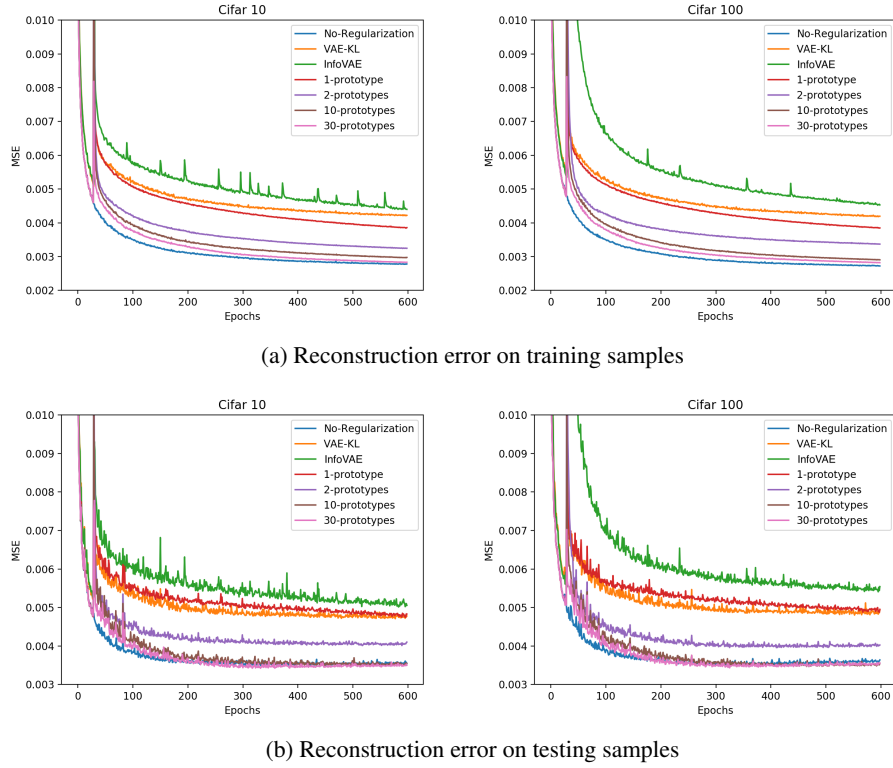 Cifar 10
0.010
0.009
0.008
0.007
0.006
0.005
0.004
0.003
0.002
MSE
0 100 200 300 400 500 600
Epochs
No-Regularization
VAE-KL
InfoVAE
1-prototype
2-prototypes
10-prototypes
30-prototypes
Cifar 100
0.010
0.009
0.008
0.007
0.006
0.005
0.004
0.003
0.002
MSE
0 100 200 300 400 500 600
Epochs
No-Regularization
VAE-KL
InfoVAE
1-prototype
2-prototypes
10-prototypes
30-prototypes
(a) Reconstruction error on training samples
Cifar 10
0.010
0.009
0.008
0.007
0.006
0.005
0.004
0.003
MSE
0 100 200 300 400 500 600
Epochs
No-Regularization
VAE-KL
InfoVAE
1-prototype
2-prototypes
10-prototypes
30-prototypes
Cifar 100
0.010
0.009
0.008
0.007
0.006
0.005
0.004
0.003
MSE
0 100 200 300 400 500 600
Epochs
No-Regularization
VAE-KL
InfoVAE
1-prototype
2-prototypes
10-prototypes
30-prototypes
(b) Reconstruction error on testing samples